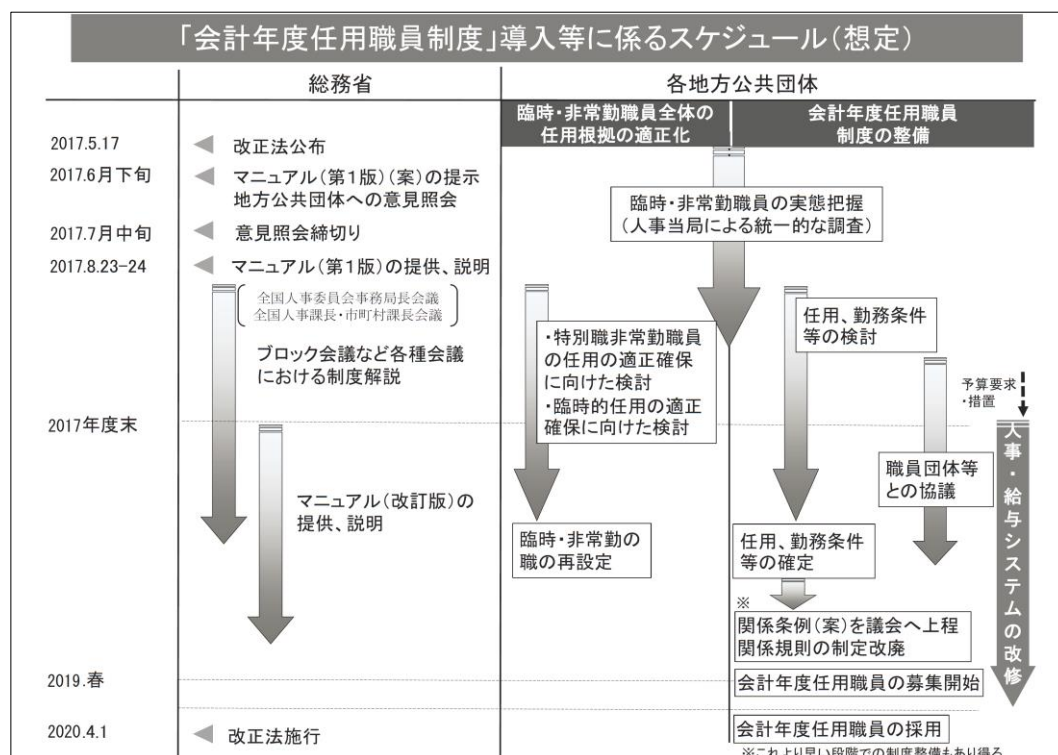 「会計年度任用職員制度」導入等に係るスケジュール(想定)
総務省
各地方公共団体
臨時・非常勤職員全体の
任用根拠の適正化
会計年度任用職員
制度の整備
2017.5.17
改正法公布
2017.6月下旬
マニュアル(第1版)(案)の提示
地方公共団体への意見照会
臨時・非常勤職員の実態把握
(人事当局による統一的な調査)
2017.7月中旬
意見照会締切り
2017.8.23-24
マニュアル(第1版)の提供、説明
全国人事委員会事務局長会議
全国人事課長・市町村課長会議
ブロック会議など各種会議
における制度解説
・特別職非常勤職員
の任用の適正確保
に向けた検討
・臨時的任用の適正
確保に向けた検討
任用、勤務条件
等の検討
予算要求
・措置
2017年度末
職員団体等
との協議
人事・給与システムの改修
マニュアル(改訂版)の
提供、説明
臨時・非常勤の
職の再設定
任用、勤務条件
等の確定
※
関係条例(案)を議会へ上程
関係規則の制定改廃
2019.春
会計年度任用職員の募集開始
2020.4.1
改正法施行
会計年度任用職員の採用
※これより早い段階での制度整備もあり得る